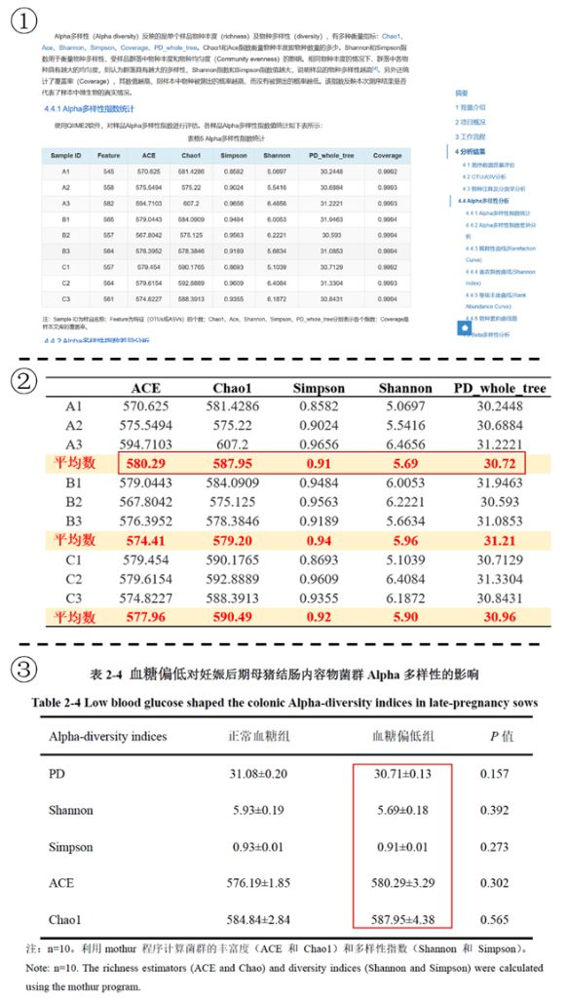 ①
Alpha多样性（Alpha diversity）反映的是单个样品物种丰度（richness）及物种多样性（diversity），有多种衡量指标：Chao1、
Ace、Shannon、Simpson、Coverage、PD_whole_tree。Chao1和Ace指数衡量物种丰度即物种数量的多少。Shannon和Simpson指
数用于衡量物种多样性，受样品群落中物种丰度和物种均匀度（Community evenness）的影响。相同物种丰度的情况下，群落中各物
种具有越大的均匀度，则认为群落具有越大的多样性，Shannon指数和Simpson指数值越大，说明样品的物种多样性越高。另外还统
计了覆盖率（Coverage），其数值越高，则样本中物种被测出的概率越高，而没有被测出的概率越低。该指数反映本次测序结果是否
代表了样本中微生物的真实情况。
4.4.1 Alpha多样性指数统计
使用QIIME2软件，对样品Alpha多样性指数进行评估。各样品Alpha多样性指数值统计如下表所示：
表格5 Alpha多样性指数统计
Sample ID Feature ACE Chao1 Simpson Shannon PD_whole_tree Coverage
A1 545 570.625 581.4286 0.8582 5.0697 30.2448 0.9992
A2 558 575.5494 575.22 0.9024 5.5416 30.6884 0.9993
A3 582 594.7103 607.2 0.9656 6.4656 31.2221 0.9993
B1 565 579.0443 584.0909 0.9484 6.0053 31.9463 0.9994
B2 557 567.8042 575.125 0.9563 6.2221 30.593 0.9994
B3 564 576.3952 578.3846 0.9189 5.6634 31.0853 0.9994
C1 557 579.454 590.1765 0.8693 5.1039 30.7129 0.9992
C2 564 579.6154 592.8889 0.9609 6.4084 31.3304 0.9993
C3 561 574.8227 588.3913 0.9355 6.1872 30.8431 0.9994
注：Sample ID为样品名称；Feature为特征（OTUs或ASVs）的个数；Chao1、Ace、Shannon、Simpson、PD_whole_tree分别表示各个指数；Coverage是
样本文库的覆盖率。
4.4.2 Alpha多样性指数差异分析
摘要
1 背景介绍
2 项目概况
3 工作流程
4 分析结果
4.1 测序数据质量评估
4.2 OTU/ASV分析
4.3 物种注释及分类学分析
4.4 Alpha多样性分析
4.4.1 Alpha多样性指数统计
4.4.2 Alpha多样性指数差异分
析
4.4.3 稀释性曲线(Rarefaction
Curve)
4.4.4 香农指数曲线(Shannon
Index)
4.4.5 等级丰度曲线(Rank
Abundance Curve)
4.4.6 物种累积曲线图
Beta多样性分析
②
ACE Chao1 Simpson Shannon PD_whole_tree
A1 570.625 581.4286 0.8582 5.0697 30.2448
A2 575.5494 575.22 0.9024 5.5416 30.6884
A3 594.7103 607.2 0.9656 6.4656 31.2221
平均数 580.29 587.95 0.91 5.69 30.72
B1 579.0443 584.0909 0.9484 6.0053 31.9463
B2 567.8042 575.125 0.9563 6.2221 30.593
B3 576.3952 578.3846 0.9189 5.6634 31.0853
平均数 574.41 579.20 0.94 5.96 31.21
C1 579.454 590.1765 0.8693 5.1039 30.7129
C2 579.6154 592.8889 0.9609 6.4084 31.3304
C3 574.8227 588.3913 0.9355 6.1872 30.8431
平均数 577.96 590.49 0.92 5.90 30.96
③
表 2-4 血糖偏低对妊娠后期母猪结肠内容物菌群 Alpha 多样性的影响
Table 2-4 Low blood glucose shaped the colonic Alpha-diversity indices in late-pregnancy sows
Alpha-diversity indices 正常血糖组 血糖偏低组 P 值
PD 31.08±0.20 30.71±0.13 0.157
Shannon 5.93±0.19 5.69±0.18 0.392
Simpson 0.93±0.01 0.91±0.01 0.273
ACE 576.19±1.85 580.29±3.29 0.302
Chao1 584.84±2.84 587.95±4.38 0.565
注：n=10。利用 mothur 程序计算菌群的丰富度（ACE 和 Chao1）和多样性指数（Shannon 和 Simpson）。
Note: n=10. The richness estimators (ACE and Chao) and diversity indices (Shannon and Simpson) were calculated
using the mothur program.